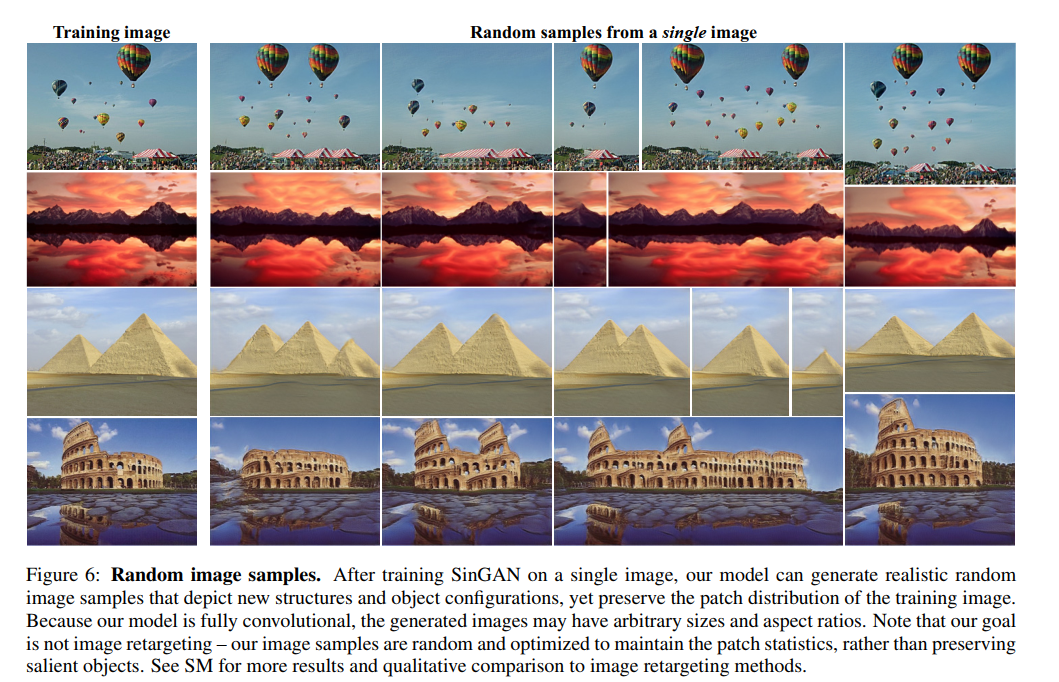 Training image
Random samples from a single image
Figure 6: Random image samples. After training SinGAN on a single image, our model can generate realistic random
image samples that depict new structures and object configurations, yet preserve the patch distribution of the training image.
Because our model is fully convolutional, the generated images may have arbitrary sizes and aspect ratios. Note that our goal
is not image retargeting – our image samples are random and optimized to maintain the patch statistics, rather than preserving
salient objects. See SM for more results and qualitative comparison to image retargeting methods.